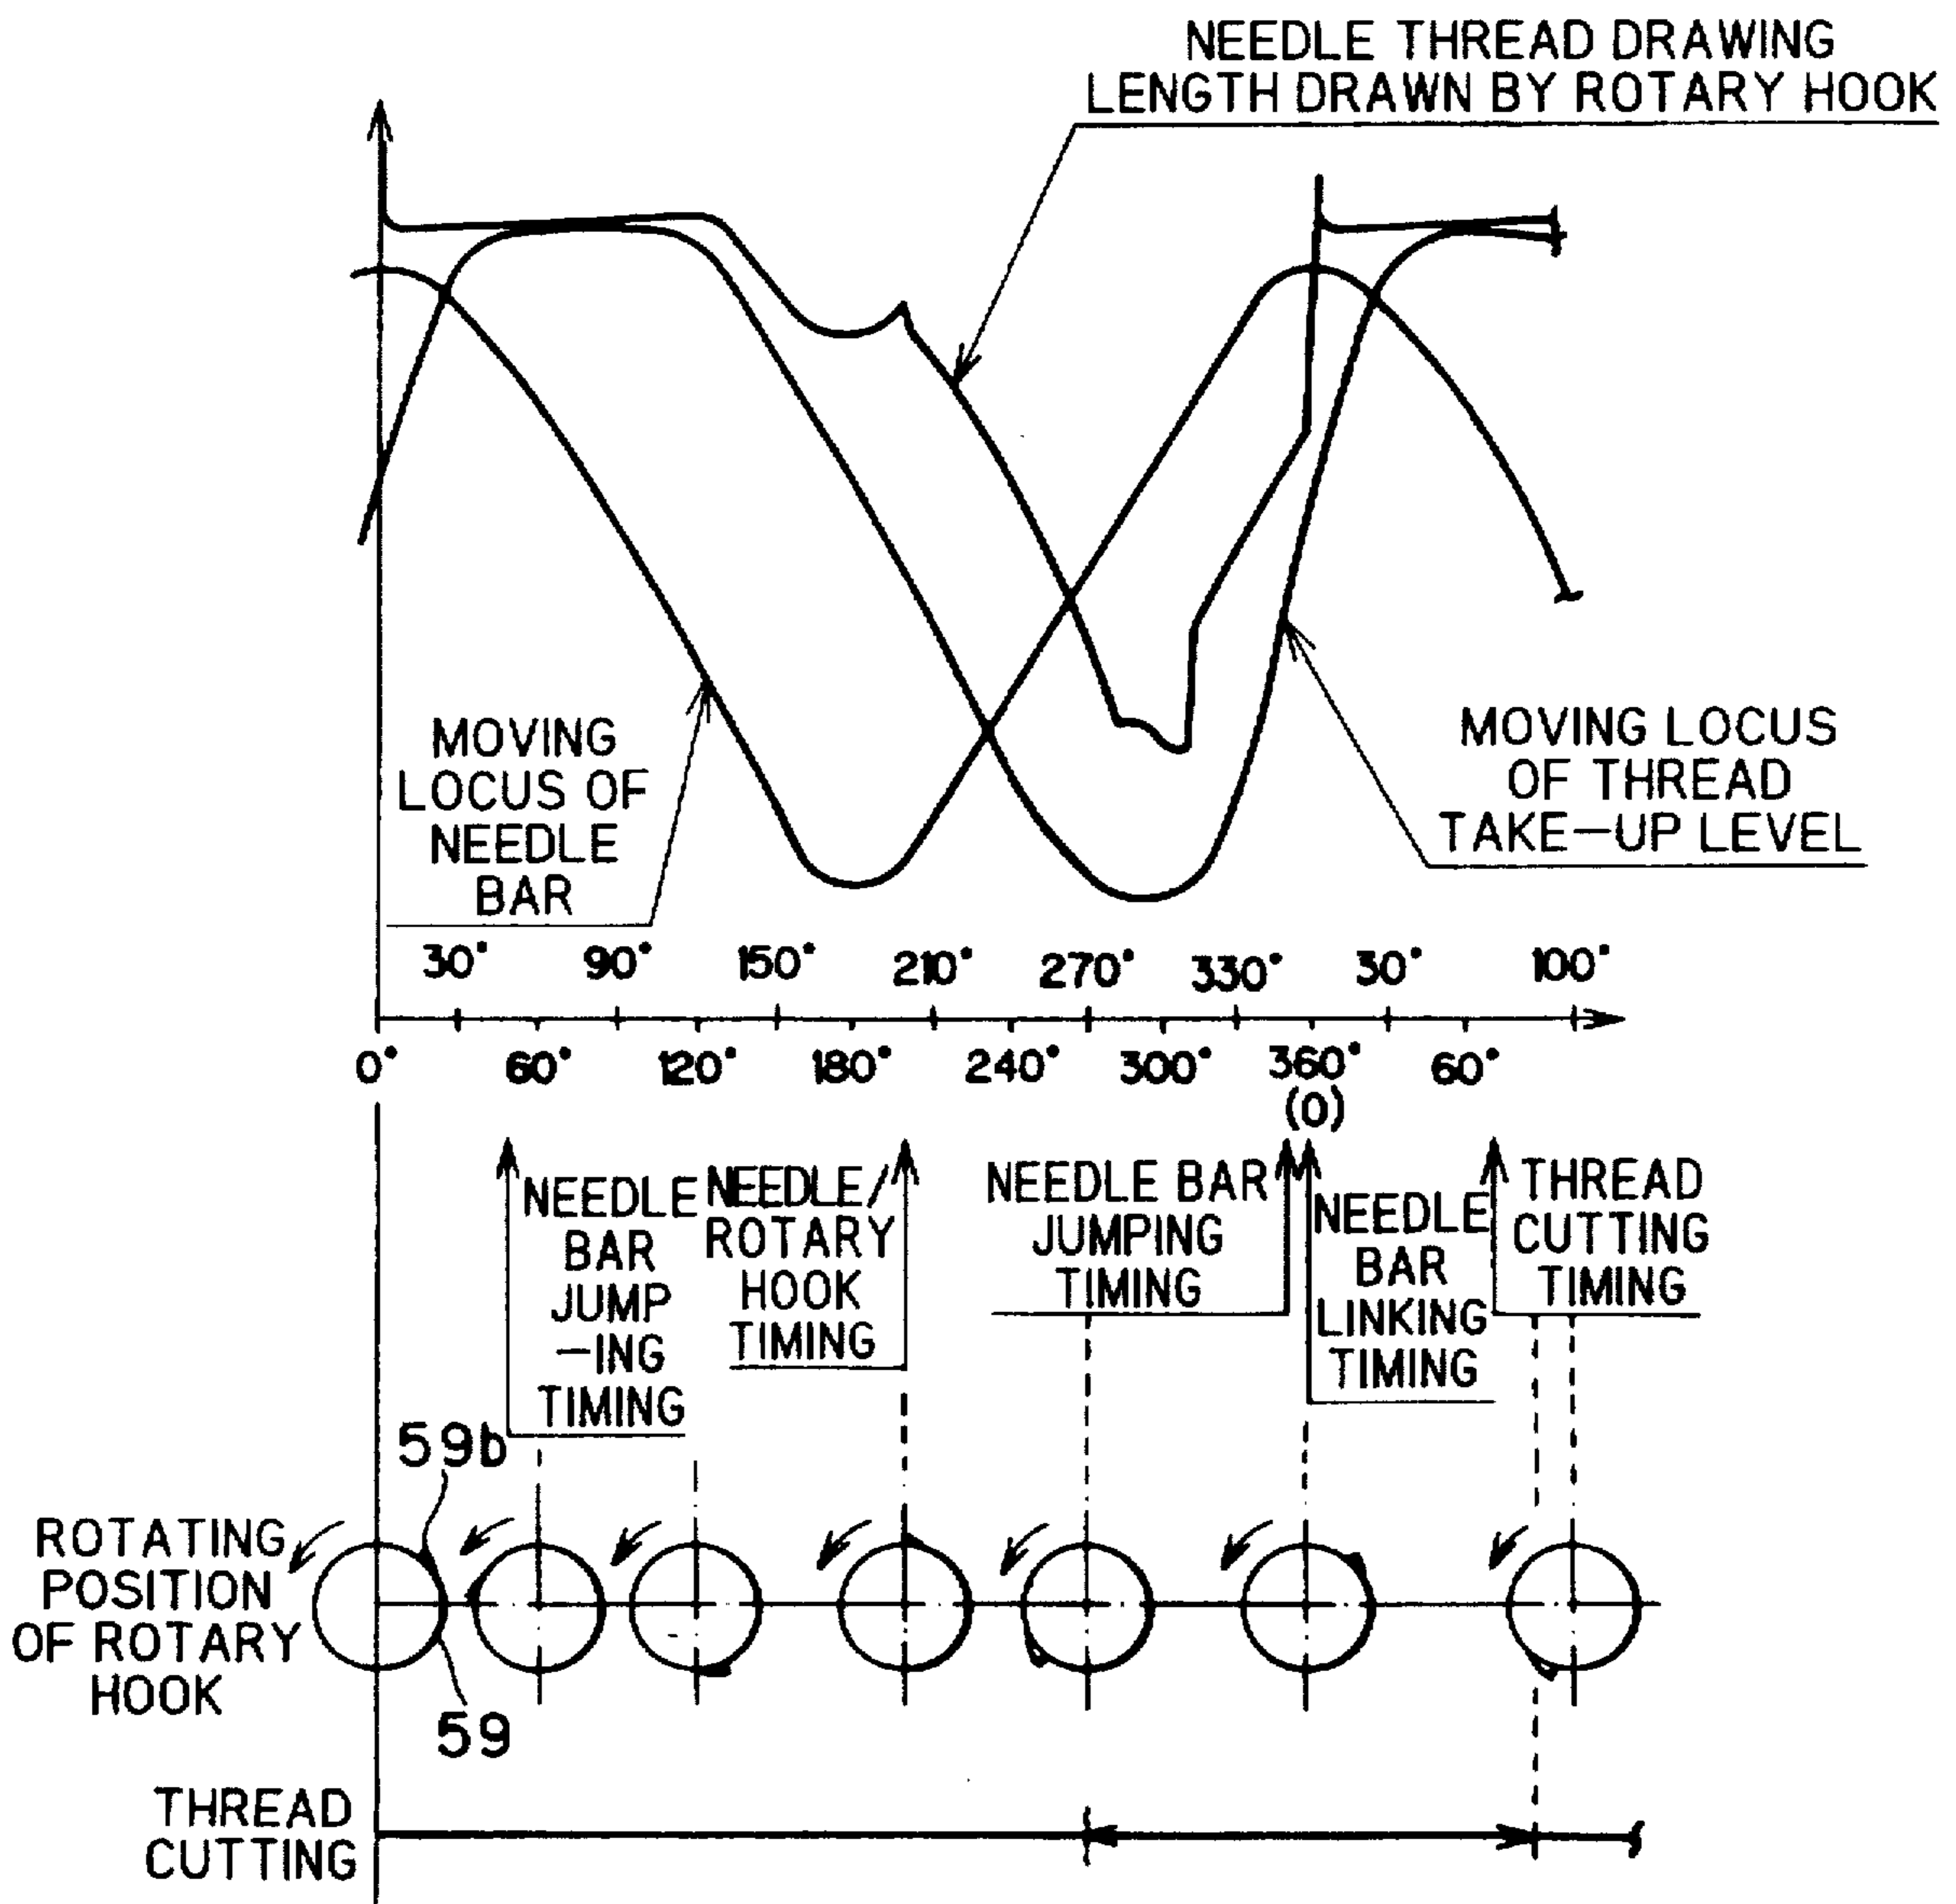 NEEDLE THREAD DRAWING
LENGTH DRAWN BY ROTARY HOOK
MOVING
LOCUS OF
NEEDLE
BAR
MOVING LOCUS
OF THREAD
TAKE-UP LEVEL
30° 90° 150° 210° 270° 330° 30° 100°
0° 60° 120° 180° 240° 300° 360° 60°
(0)
NEEDLE
BAR
JUMP
-ING
TIMING
NEEDLE/
ROTARY
HOOK
TIMING
NEEDLE BAR
JUMPING
TIMING
NEEDLE
BAR
LINKING
TIMING
THREAD
CUTTING
TIMING
59b
ROTATING
POSITION
OF ROTARY
HOOK
59
THREAD
CUTTING